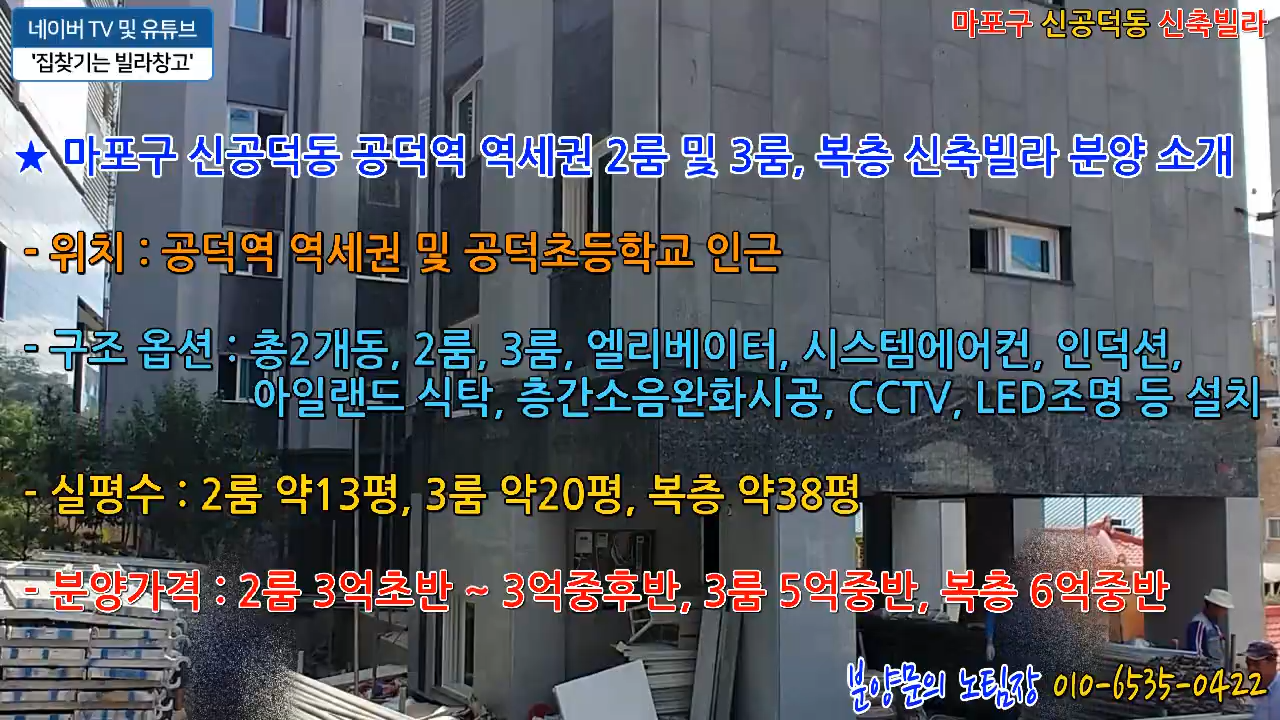 네이버 TV 및 유튜브
'집찾기는 빌라창고'
마포구 신공덕동 신축빌라
★ 마포구 신공덕동 공덕역 역세권 2룸 및 3룸, 복층 신축빌라 분양 소개
- 위치 : 공덕역 역세권 및 공덕초등학교 인근
- 구조 옵션 : 총2개동, 2룸, 3룸, 엘리베이터, 시스템에어컨, 인덕션,
아일랜드 식탁, 층간소음완화시공, CCTV, LED조명 등 설치
- 실평수 : 2룸 약13평, 3룸 약20평, 복층 약38평
- 분양가격 : 2룸 3억초반 ~ 3억중후반, 3룸 5억중반, 복층 6억중반
분양문의 노팀장 010-6535-0422